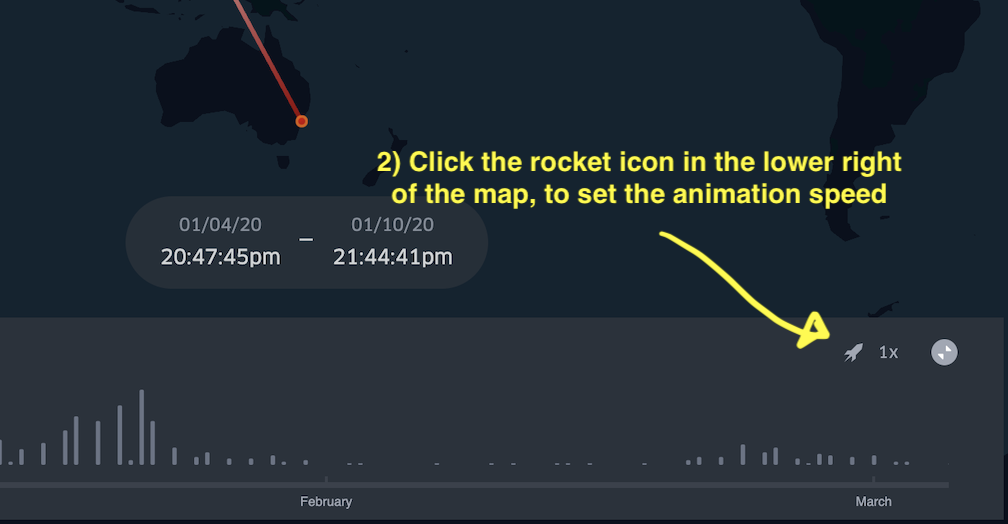 2) Click the rocket icon in the lower right
of the map, to set the animation speed
01/04/20 – 01/10/20
20:47:45pm 21:44:41pm
1x
February March